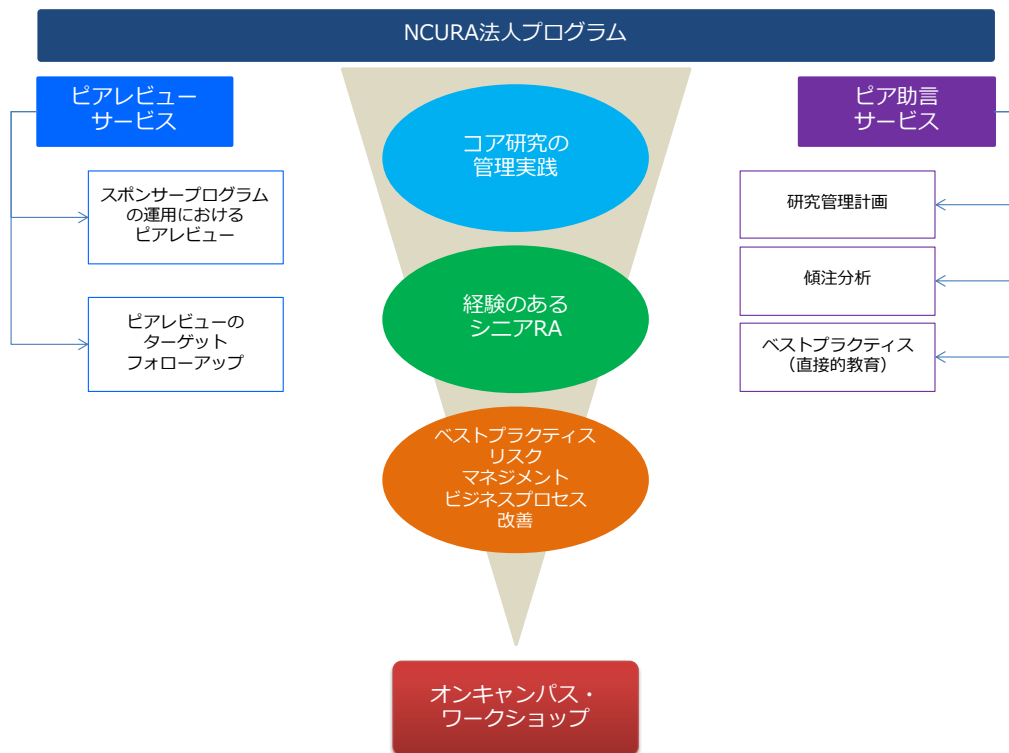 NCURA法人プログラム
ピアレビュー
サービス
スポンサープログラム
の運用における
ピアレビュー
ピアレビューの
ターゲット
フォローアップ
コア研究の
管理実践
経験のある
シニアRA
ベストプラクティス
リスク
マネジメント
ビジネスプロセス
改善
オンキャンパス・
ワークショップ
ピア助言
サービス
研究管理計画
傾注分析
ベストプラクティス
（直接的教育）